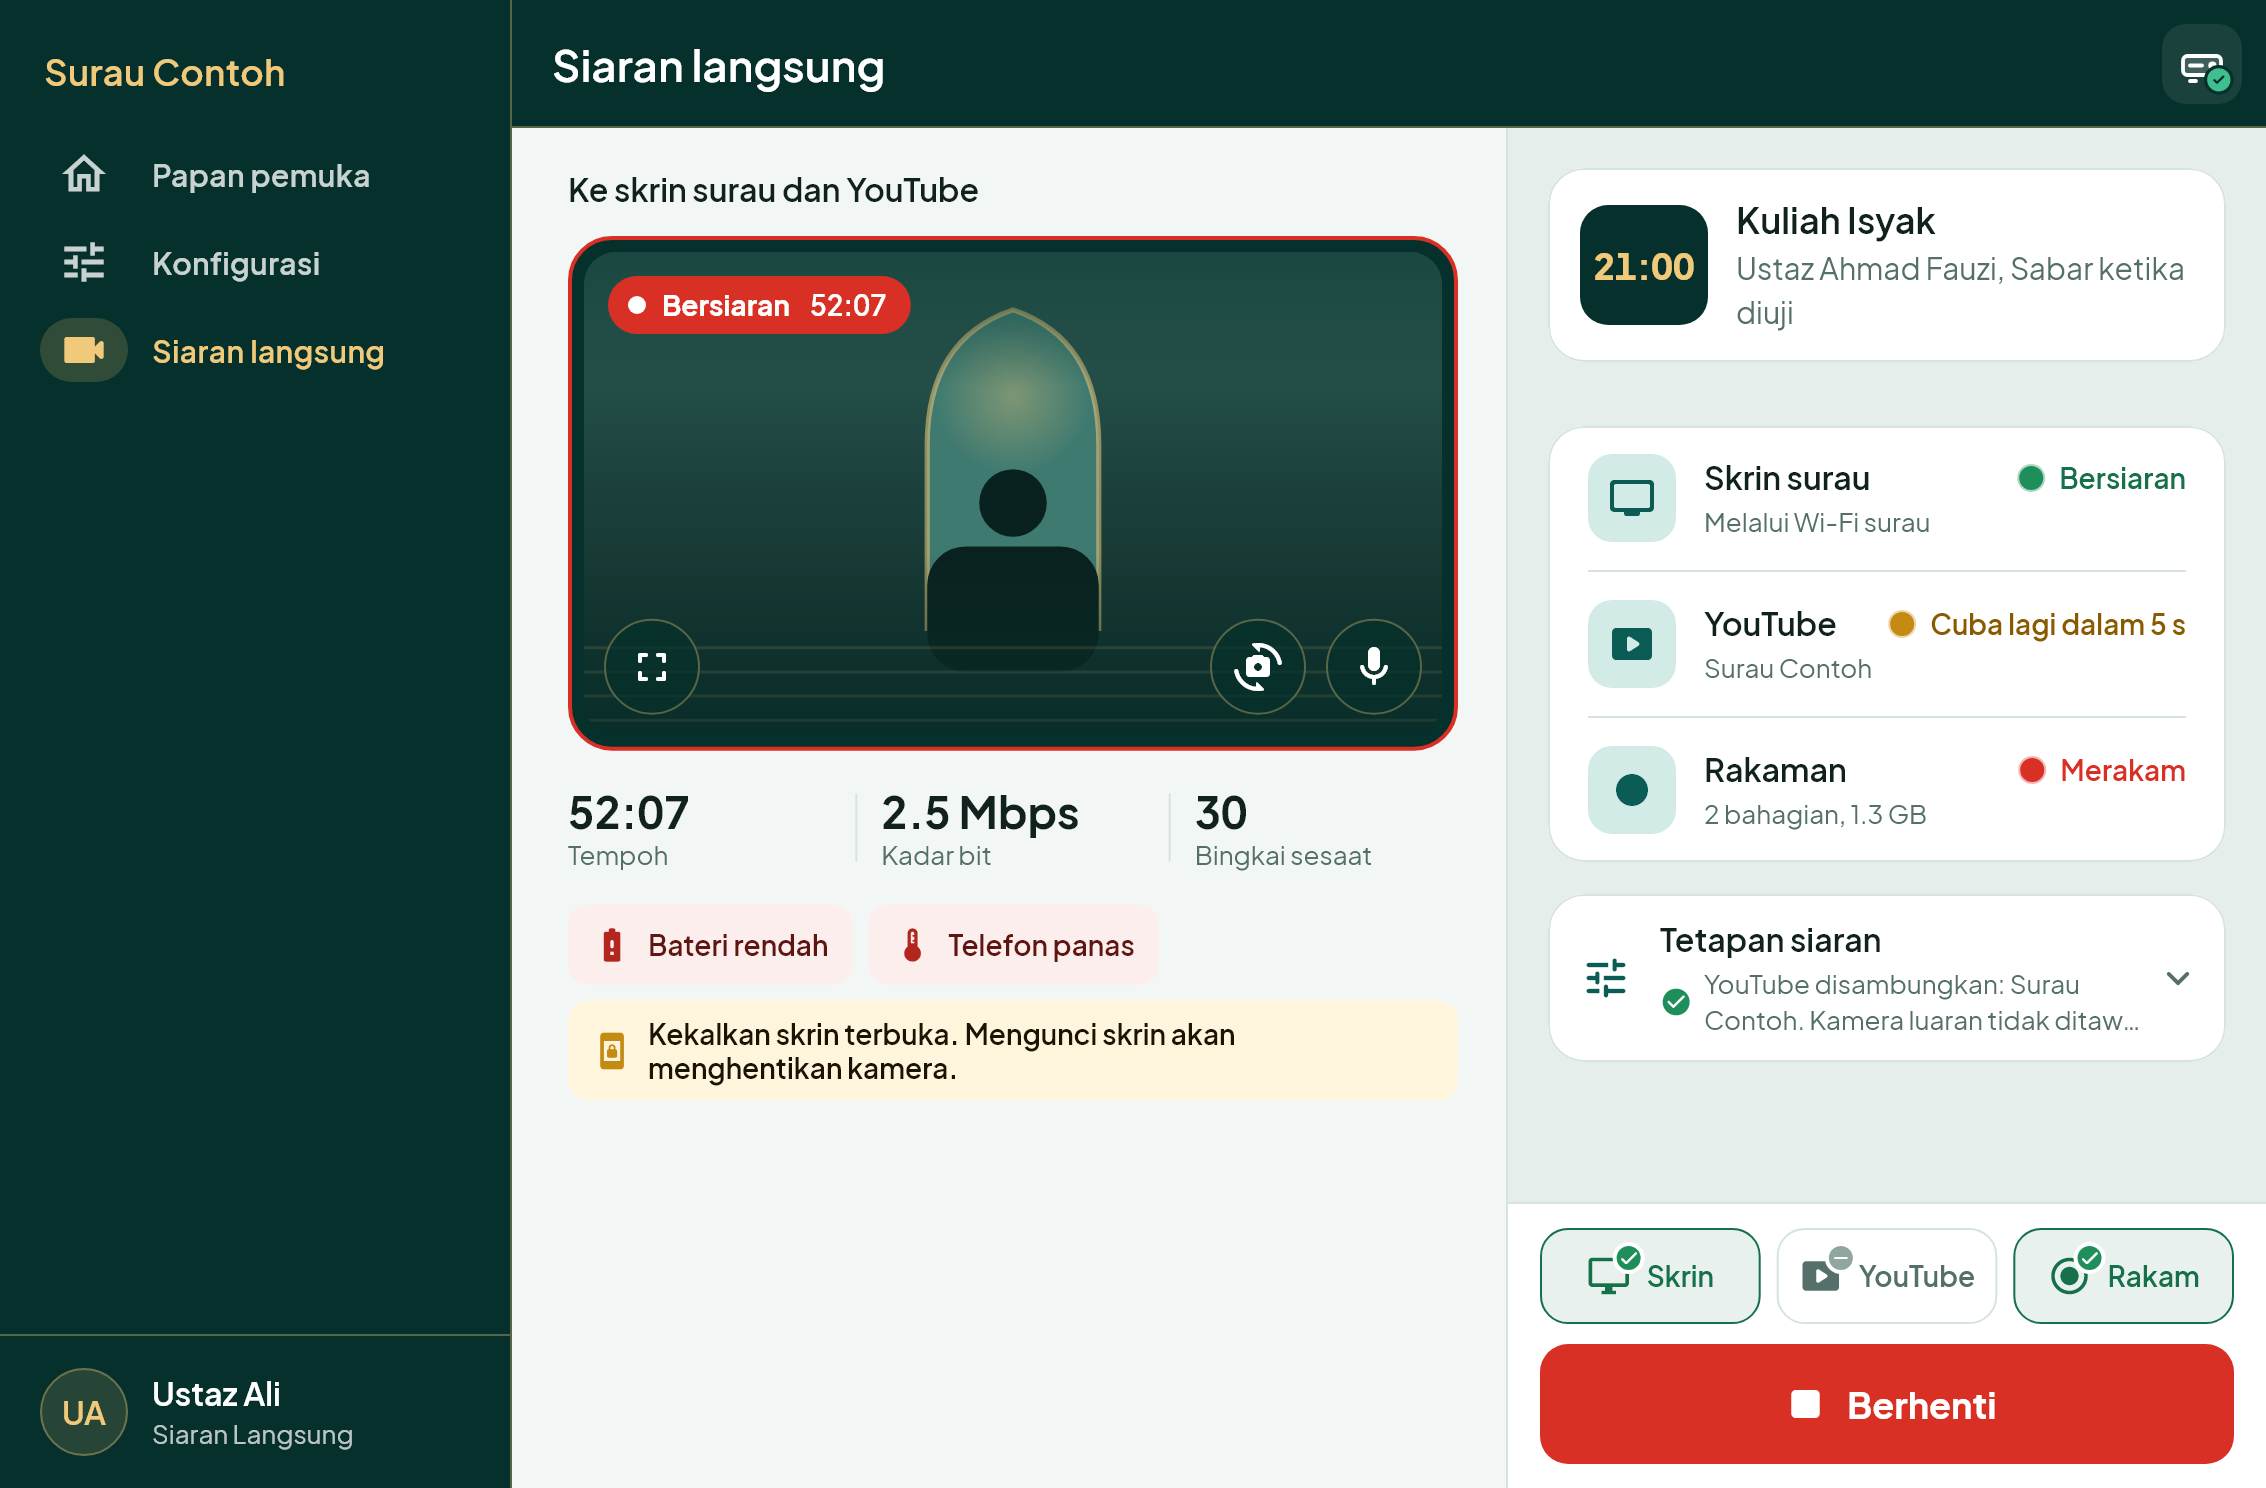 Surau Contoh
Papan pemuka
Konfigurasi
Siaran langsung
UA
Ustaz Ali
Siaran Langsung
Siaran langsung
Ke skrin surau dan YouTube
Bersiaran 52:07
52:07
Tempoh
2.5 Mbps
Kadar bit
30
Bingkai sesaat
Bateri rendah
Telefon panas
Kekalkan skrin terbuka. Mengunci skrin akan
menghentikan kamera.
21:00
Kuliah Isyak
Ustaz Ahmad Fauzi, Sabar ketika
diuji
Skrin surau
Bersiaran
Melalui Wi-Fi surau
YouTube
Cuba lagi dalam 5 s
Surau Contoh
Rakaman
Merakam
2 bahagian, 1.3 GB
Tetapan siaran
YouTube disambungkan: Surau
Contoh. Kamera luaran tidak ditaw…
Skrin
YouTube
Rakam
Berhenti